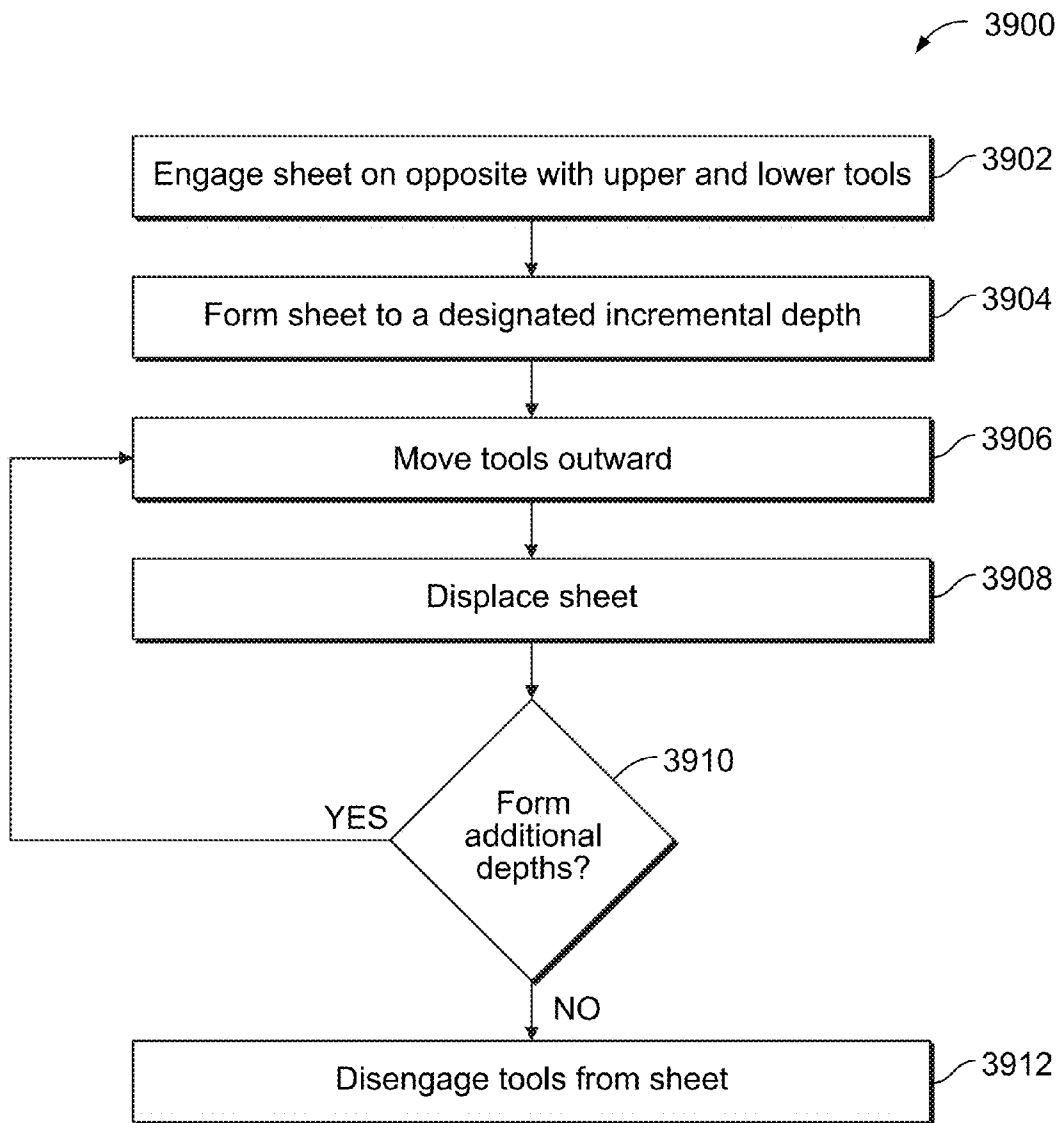 3900
Engage sheet on opposite with upper and lower tools
3902
Form sheet to a designated incremental depth
3904
Move tools outward
3906
Displace sheet
3908
3910
Form
additional
depths?
YES
NO
Disengage tools from sheet
3912